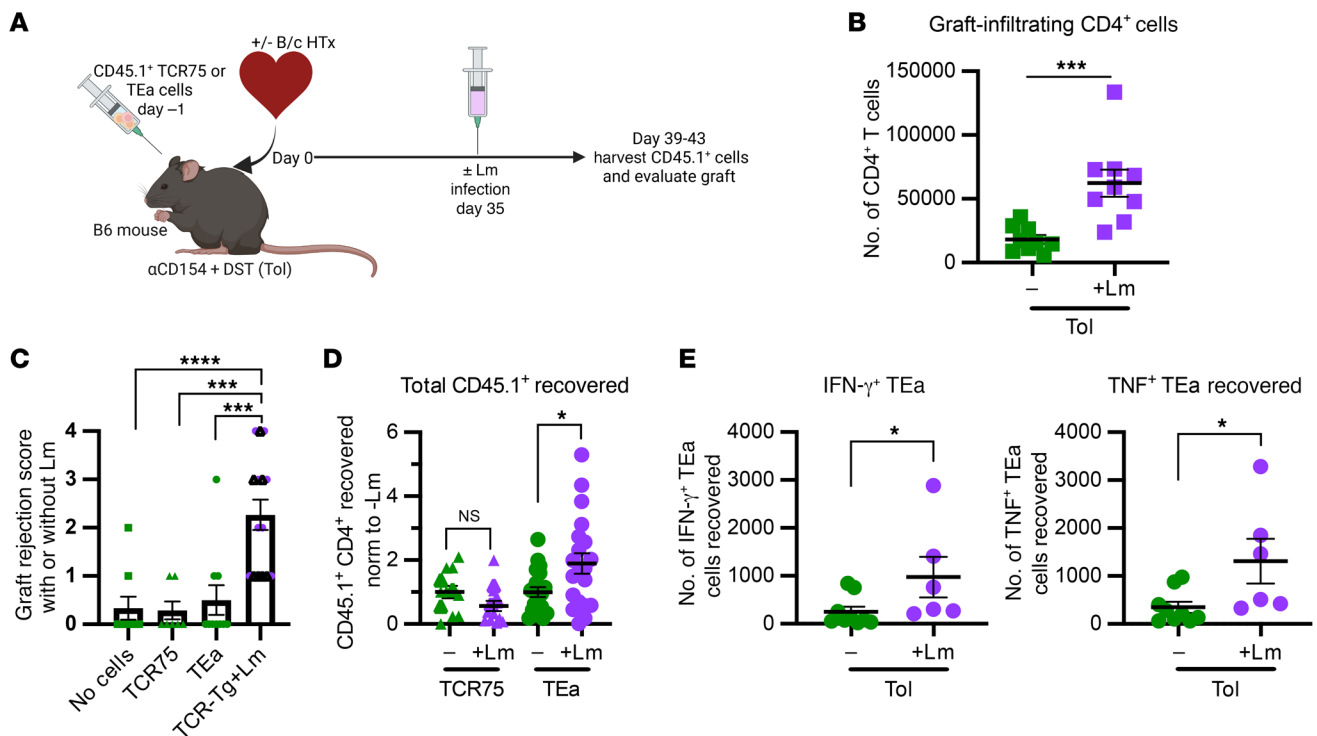 A
+/- B/c HTx
CD45.1⁺ TCR75 or
TEa cells
day –1
Day 0
B6 mouse
αCD154 + DST (Tol)
± Lm
infection
day 35
Day 39-43
harvest CD45.1⁺ cells
and evaluate graft
B
Graft-infiltrating CD4⁺ cells
No. of CD4⁺ T cells
150000
100000
50000
0
***
–
+Lm
Tol
C
Graft rejection score
with or without Lm
4
3
2
1
0
****
***
***
No cells
TCR75
TEa
TCR-Tg+Lm
D
Total CD45.1⁺ recovered
CD45.1⁺ CD4⁺ recovered
norm to -Lm
6
4
2
0
NS
*
–
+Lm
–
+Lm
TCR75
TEa
E
IFN-γ⁺ TEa
No. of IFN-γ⁺ TEa
cells recovered
4000
3000
2000
1000
0
*
–
+Lm
Tol
TNF⁺ TEa recovered
No. of TNF⁺ TEa
cells recovered
4000
3000
2000
1000
0
*
–
+Lm
Tol